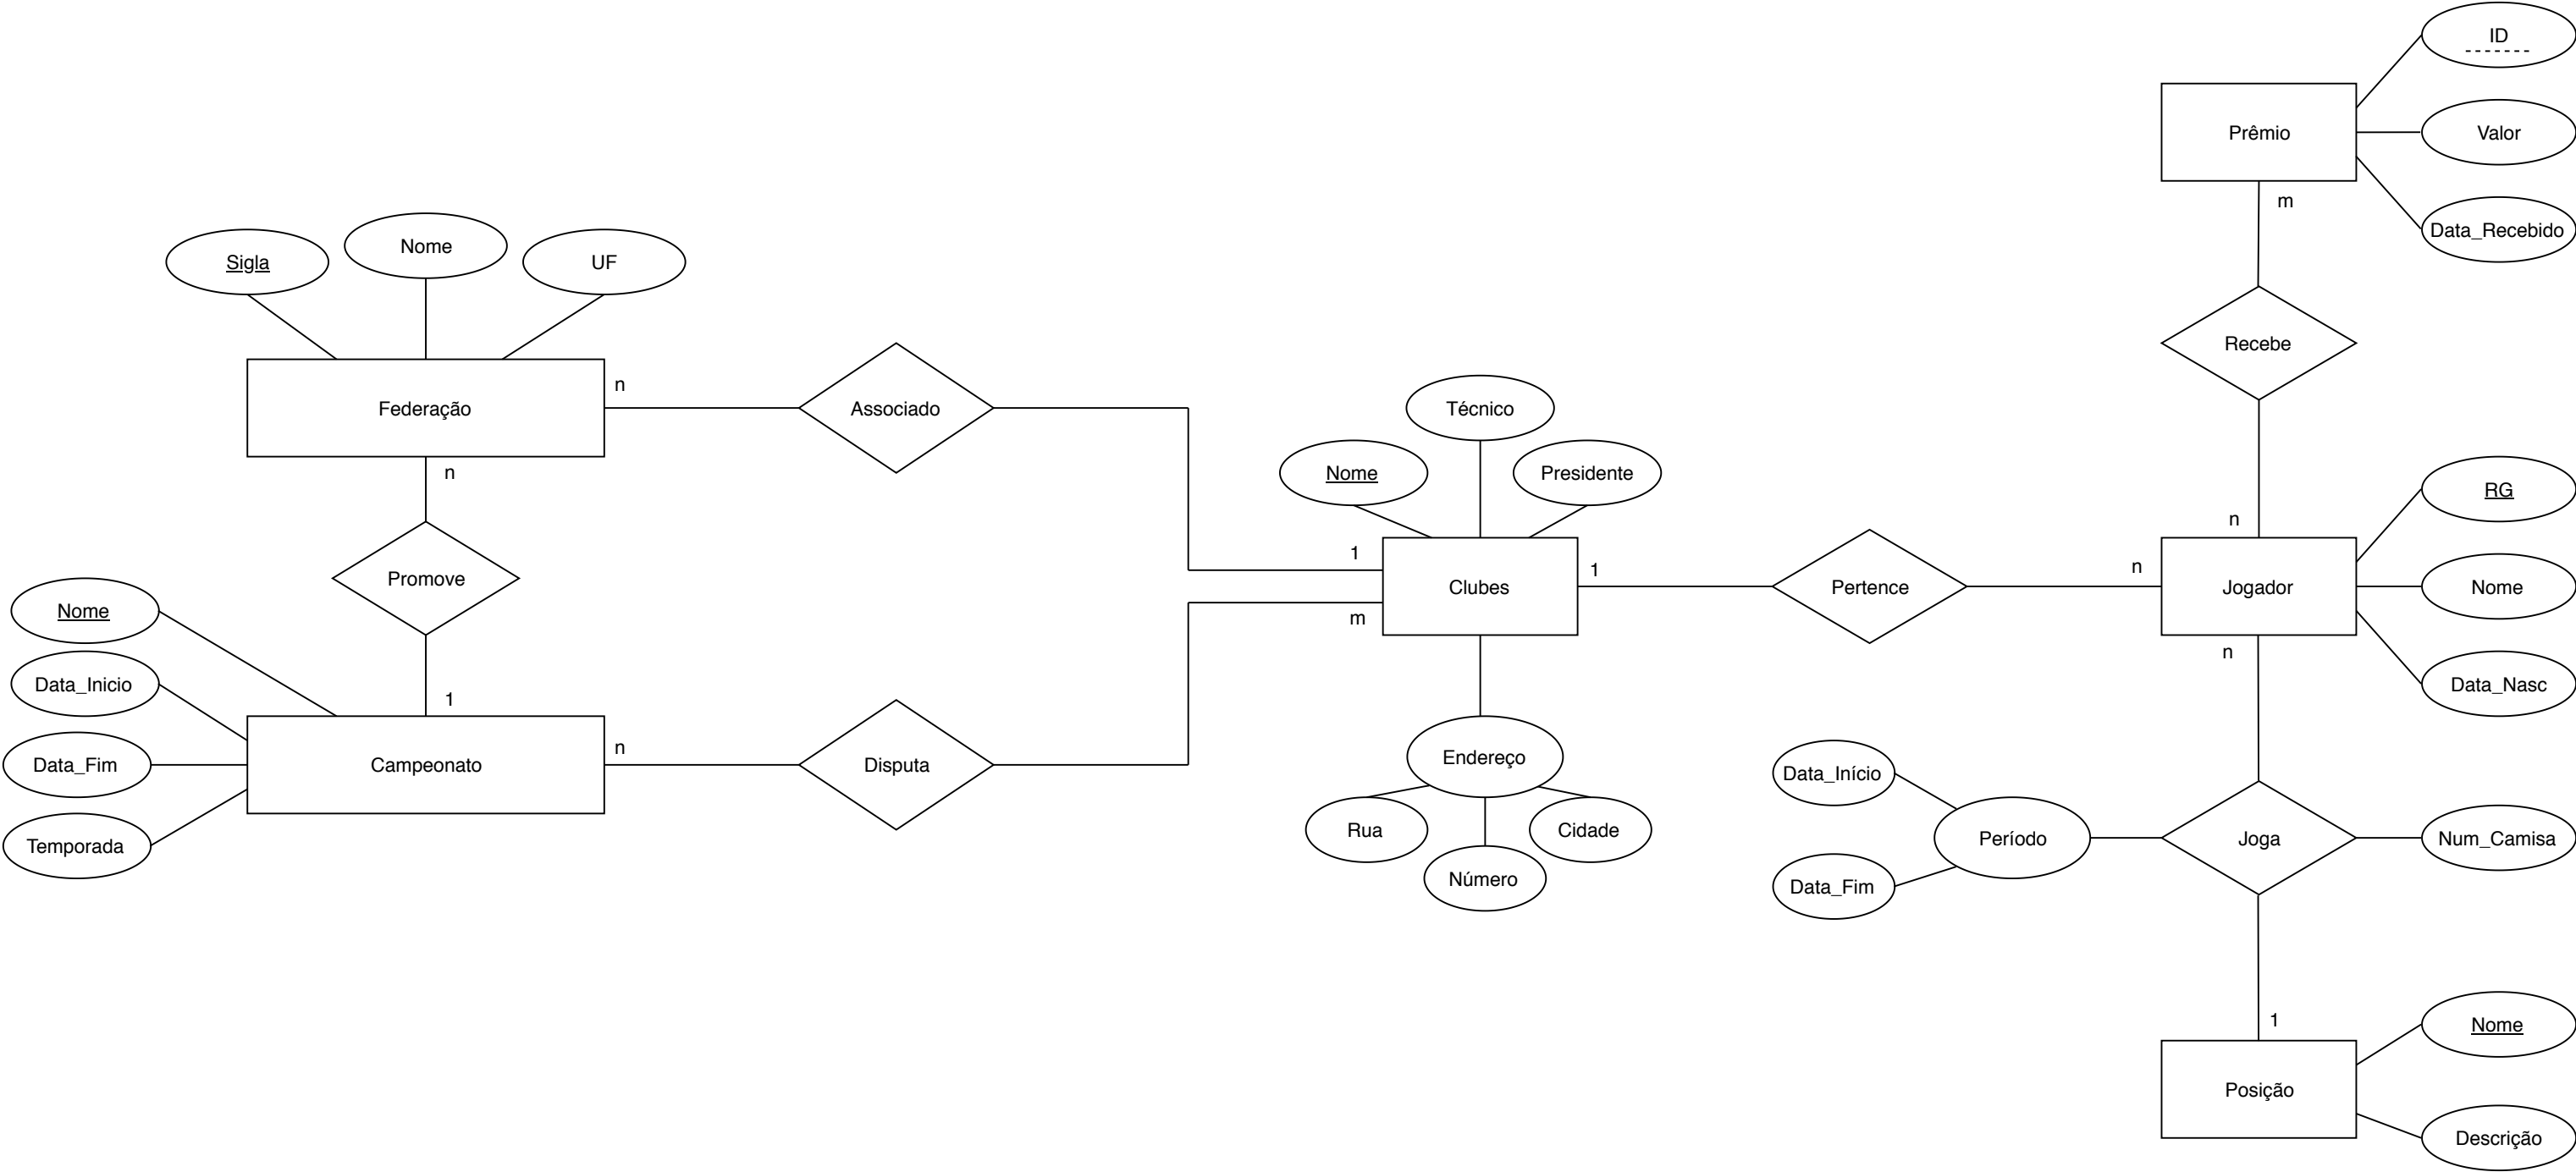 ID
Prêmio
Valor
m
Data_Recebido
Sigla
Nome
UF
Recebe
Federação
n
Associado
Técnico
n
Nome
Presidente
RG
n
1
1
n
Promove
Clubes
Pertence
Jogador
Nome
Nome
m
n
Data_Inicio
Data_Nasc
1
n
Data_Fim
Campeonato
Disputa
Endereço
Data_Início
Temporada
Rua
Cidade
Período
Joga
Num_Camisa
Número
Data_Fim
1
Nome
Posição
Descrição